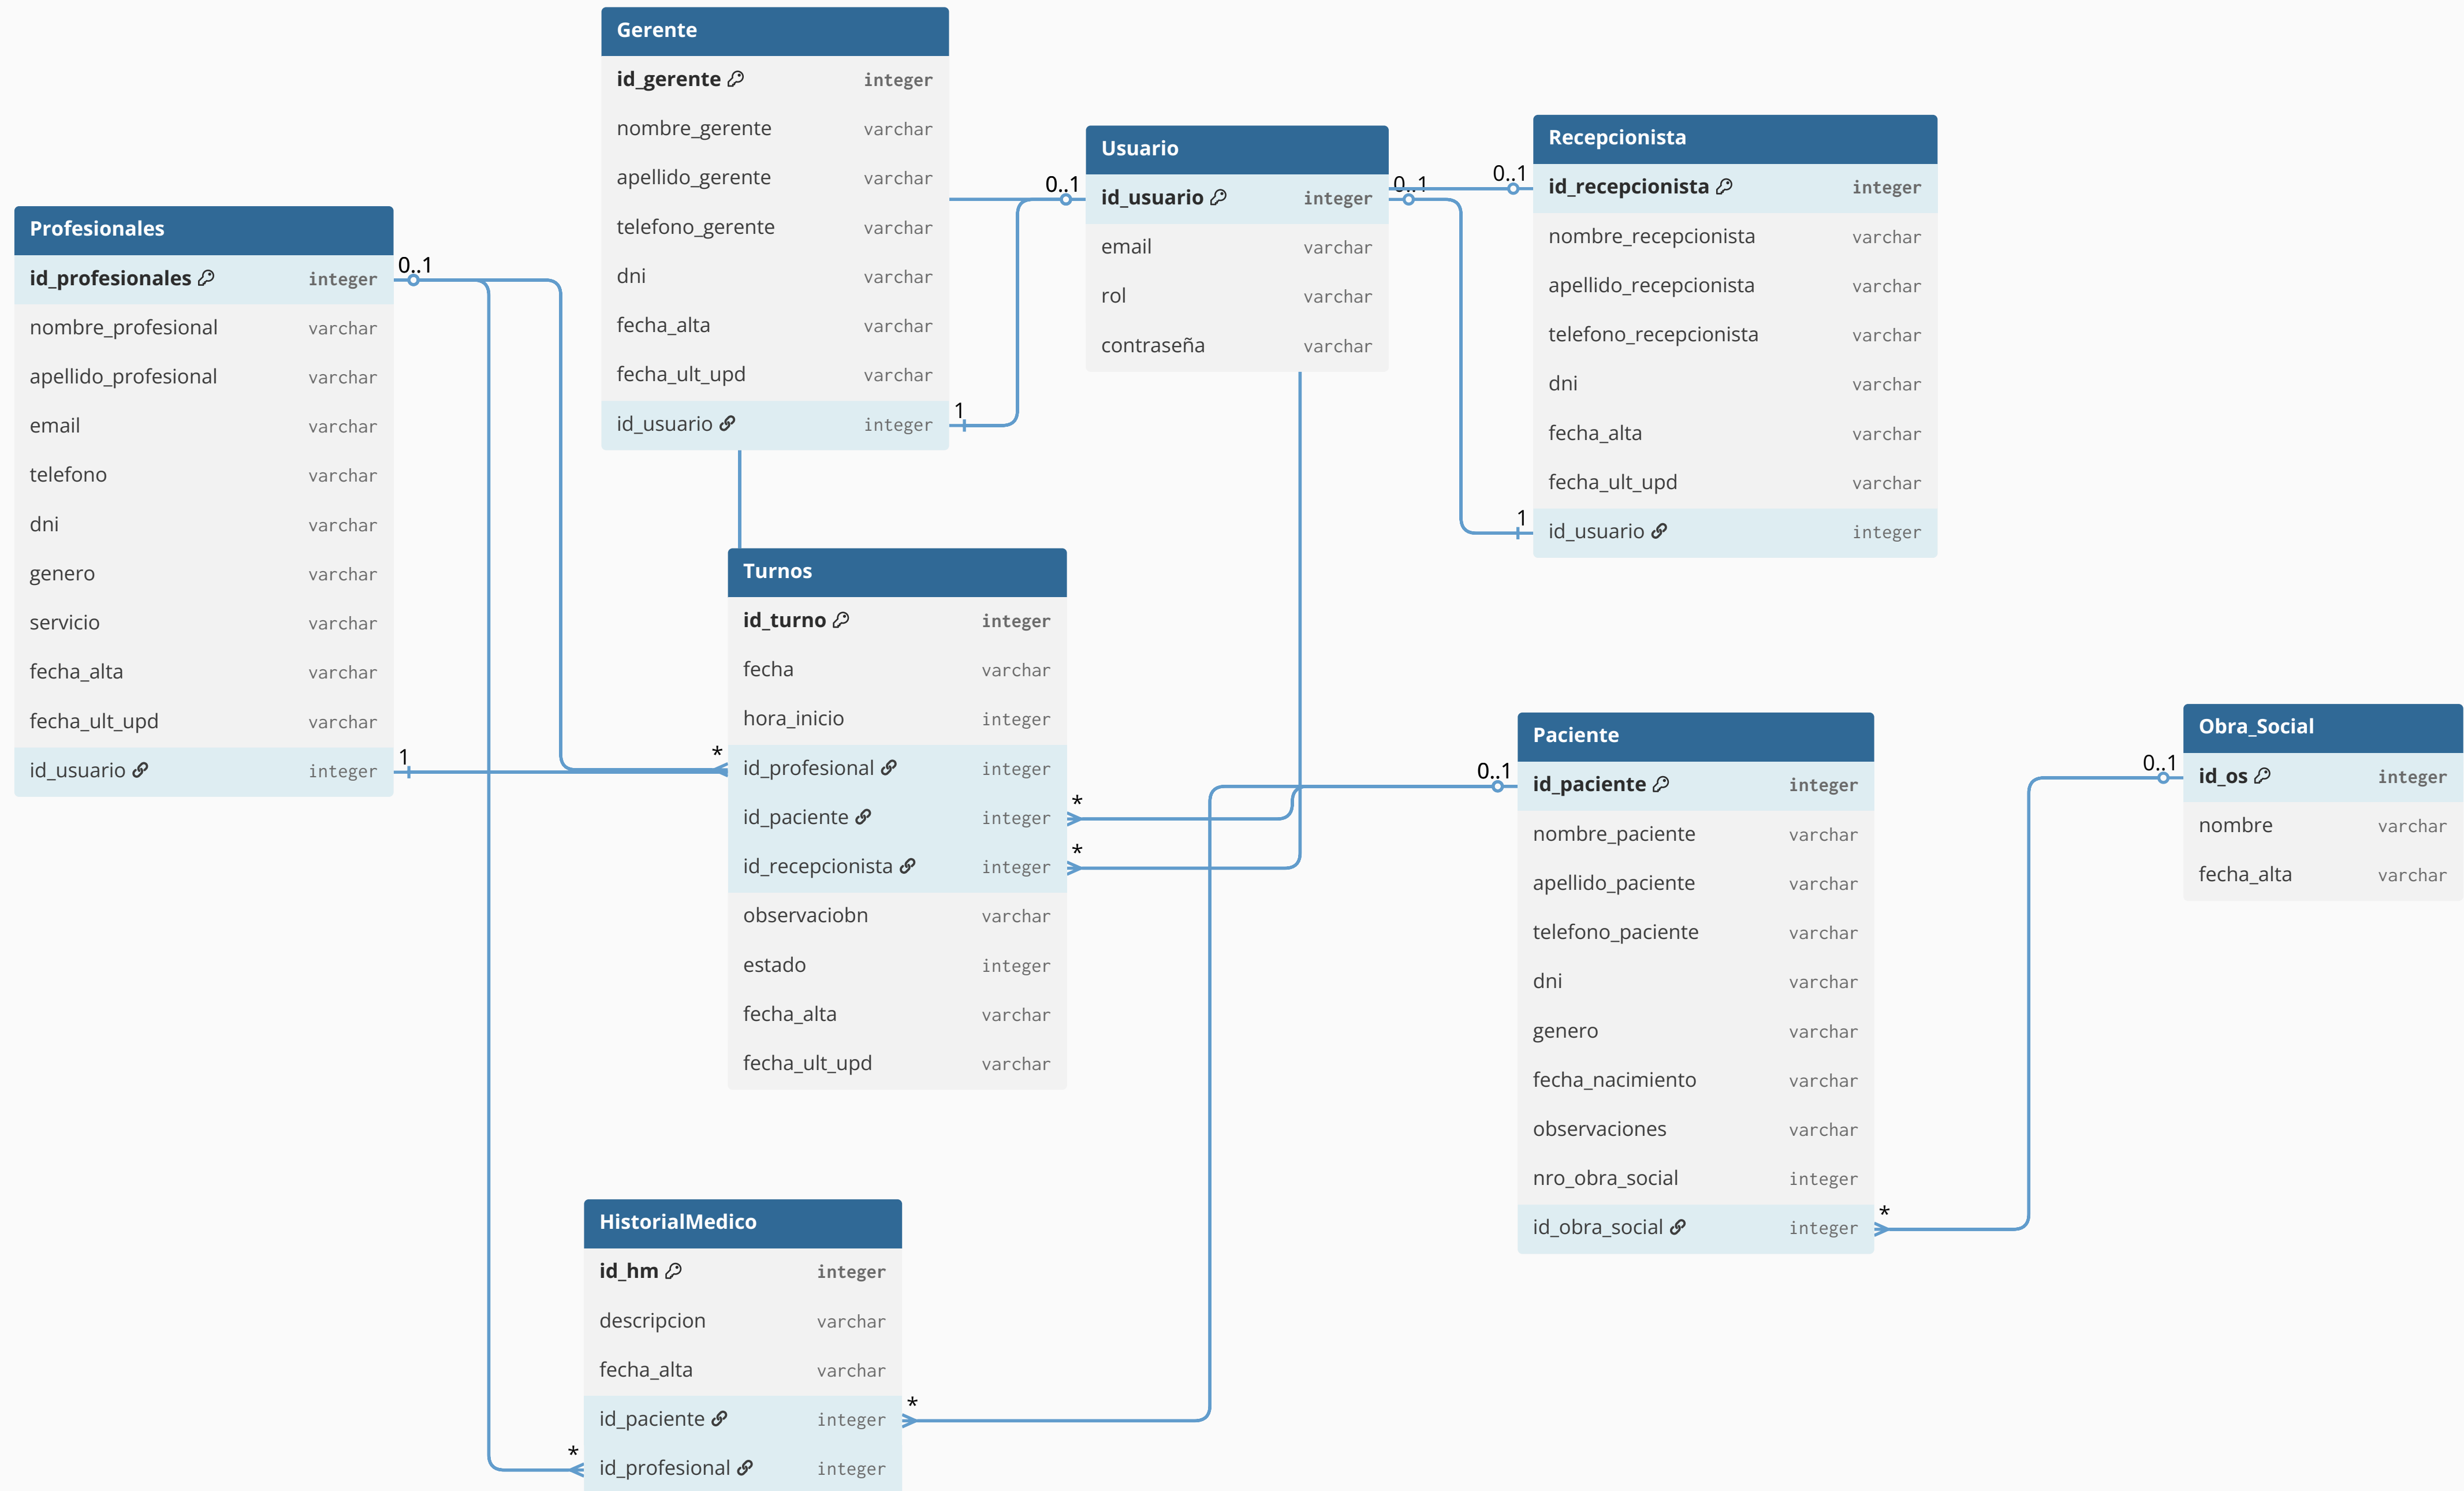 Gerente
id_gerente integer
nombre_gerente varchar
apellido_gerente varchar
telefono_gerente varchar
dni varchar
fecha_alta varchar
fecha_ult_upd varchar
id_usuario integer
1
0..1
Usuario
id_usuario integer
email varchar
rol varchar
contraseña varchar
0..1
0..1
Recepcionista
id_recepcionista integer
nombre_recepcionista varchar
apellido_recepcionista varchar
telefono_recepcionista varchar
dni varchar
fecha_alta varchar
fecha_ult_upd varchar
1
id_usuario integer
Profesionales
id_profesionales integer
0..1
nombre_profesional varchar
apellido_profesional varchar
email varchar
telefono varchar
dni varchar
genero varchar
servicio varchar
fecha_alta varchar
fecha_ult_upd varchar
id_usuario integer
1
Turnos
id_turno integer
fecha varchar
hora_inicio integer
*
id_profesional integer
id_paciente integer
*
id_recepcionista integer
*
observaciobn varchar
estado integer
fecha_alta varchar
fecha_ult_upd varchar
Paciente
0..1
id_paciente integer
nombre_paciente varchar
apellido_paciente varchar
telefono_paciente varchar
dni varchar
genero varchar
fecha_nacimiento varchar
observaciones varchar
nro_obra_social integer
id_obra_social integer
*
Obra_Social
0..1
id_os integer
nombre varchar
fecha_alta varchar
HistorialMedico
id_hm integer
descripcion varchar
fecha_alta varchar
id_paciente integer
*
*
id_profesional integer